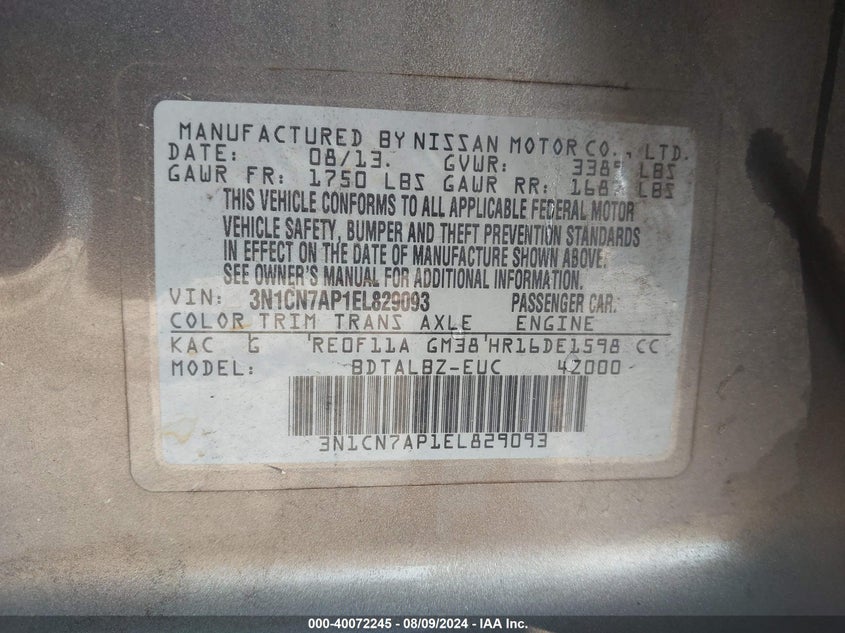 MANUFACTURED BY NISSAN MOTOR CO., LTD.
DATE: 08/13. GVWR: 3385 LBS
GAWR FR: 1750 LBS GAWR RR: LBS
THIS VEHICLE CONFORMS TO ALL APPLICABLE FEDERAL MOTOR
VEHICLE SAFETY, BUMPER AND THEFT PREVENTION STANDARDS
IN EFFECT ON THE DATE OF MANUFACTURE SHOWN ABOVE.
SEE OWNER'S MANUAL FOR ADDITIONAL INFORMATION.
VIN: 3N1CN7AP1EL829093 PASSENGER CAR.
COLOR TRIM TRANS AXLE ENGINE
KAC G RE0F11A GM38 HR16DE1598 CC
MODEL: BDTALBZ-EUC 4Z000
3N1CN7AP1EL829093
000-40072245 - 08/09/2024 - IAA Inc.